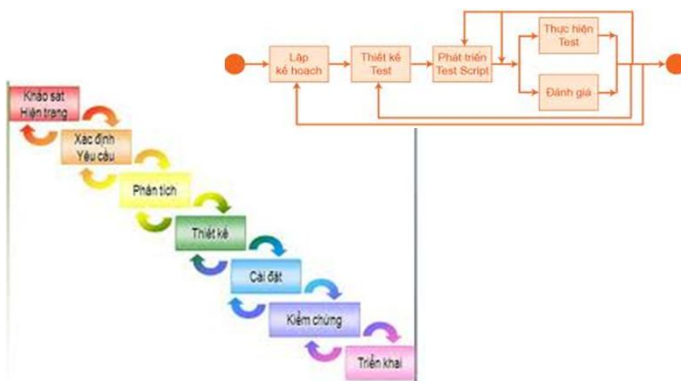 Lập
kế hoạch
Thiết kế
Test
Phát triển
Test Script
Thực hiện
Test
Đánh giá
Khảo sát
Hiện trạng
Xác định
Yêu cầu
Phân tích
Thiết kế
Cài đặt
Kiểm chứng
Triển khai